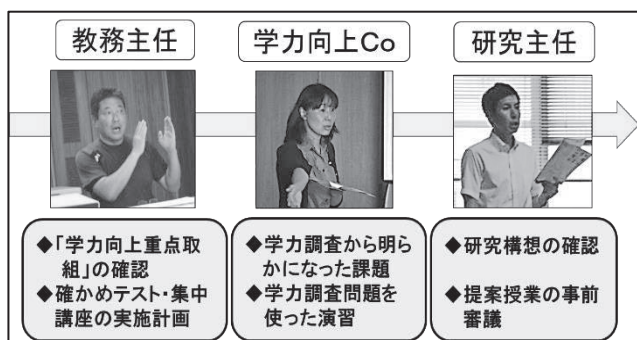 教務主任
学力向上Co
研究主任
◆「学力向上重点取
組」の確認
◆確かめテスト・集中
講座の実施計画
◆学力調査から明ら
かになった課題
◆学力調査問題を
使った演習
◆研究構想の確認
◆提案授業の事前
審議